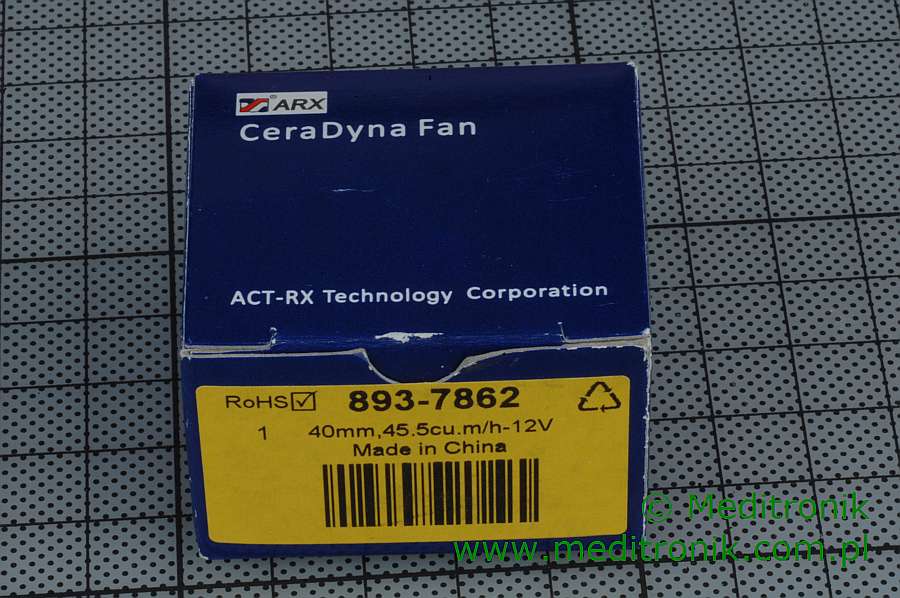 ® ARX
CeraDyna Fan
ACT-RX Technology Corporation
RoHS 893-7862
1 40mm,45.5cu.m/h-12V
Made in China
© Meditronik
www.meditronik.com.pl